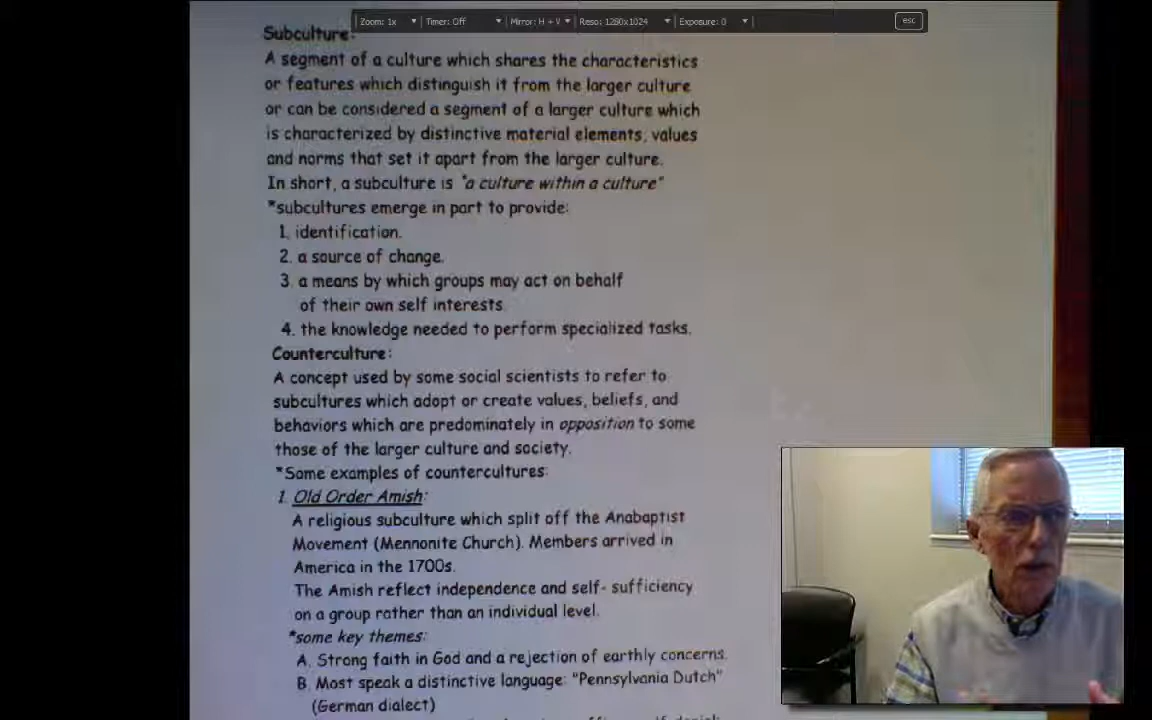 Zoom: 1x Timer: Off Mirror: H + V Reso: 1280x1024 Exposure: 0 esc
Subculture:
A segment of a culture which shares the characteristics
or features which distinguish it from the larger culture
or can be considered a segment of a larger culture which
is characterized by distinctive material elements, values
and norms that set it apart from the larger culture.
In short, a subculture is "a culture within a culture"
*subcultures emerge in part to provide:
1. identification.
2. a source of change.
3. a means by which groups may act on behalf
of their own self interests.
4. the knowledge needed to perform specialized tasks.
Counterculture:
A concept used by some social scientists to refer to
subcultures which adopt or create values, beliefs, and
behaviors which are predominately in opposition to some
those of the larger culture and society.
*Some examples of countercultures:
1. Old Order Amish:
A religious subculture which split off the Anabaptist
Movement (Mennonite Church). Members arrived in
America in the 1700s.
The Amish reflect independence and self- sufficiency
on a group rather than an individual level.
*some key themes:
A. Strong faith in God and a rejection of earthly concerns.
B. Most speak a distinctive language: "Pennsylvania Dutch"
(German dialect)